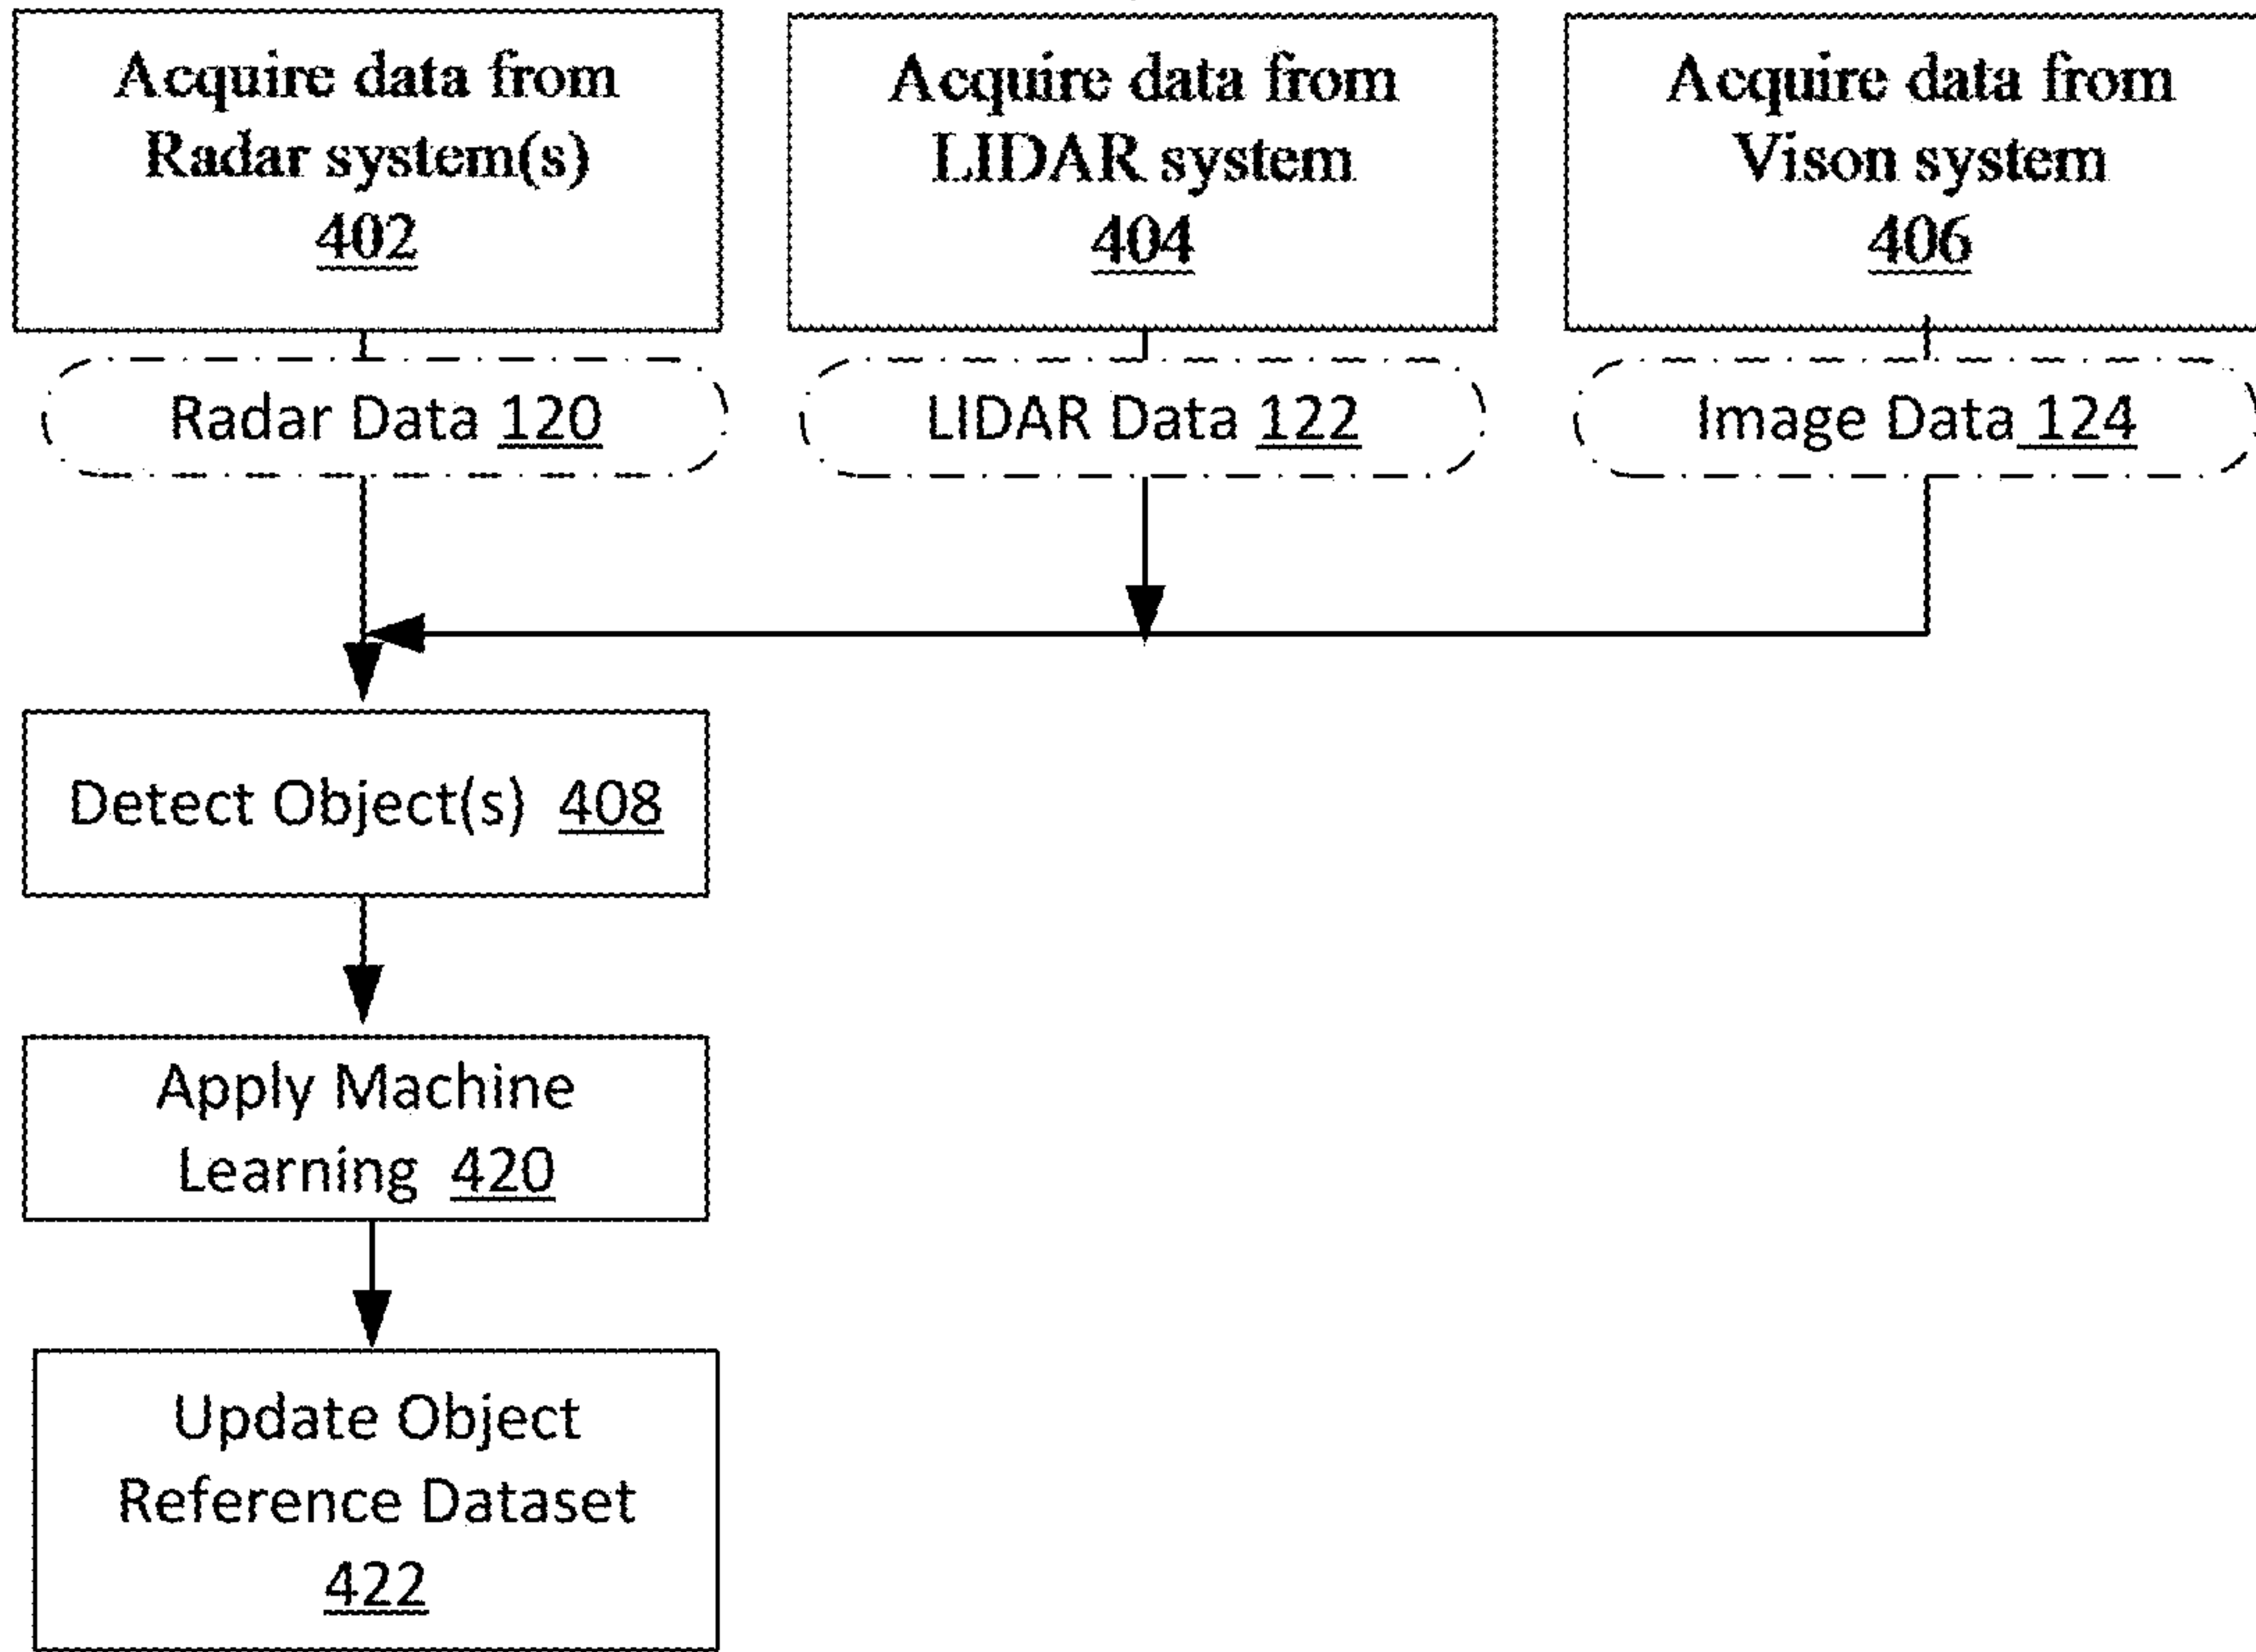 Acquire data from
Radar system(s)
402
Acquire data from
LIDAR system
404
Acquire data from
Vison system
406
Radar Data 120
LIDAR Data 122
Image Data 124
Detect Object(s) 408
Apply Machine
Learning 420
Update Object
Reference Dataset
422